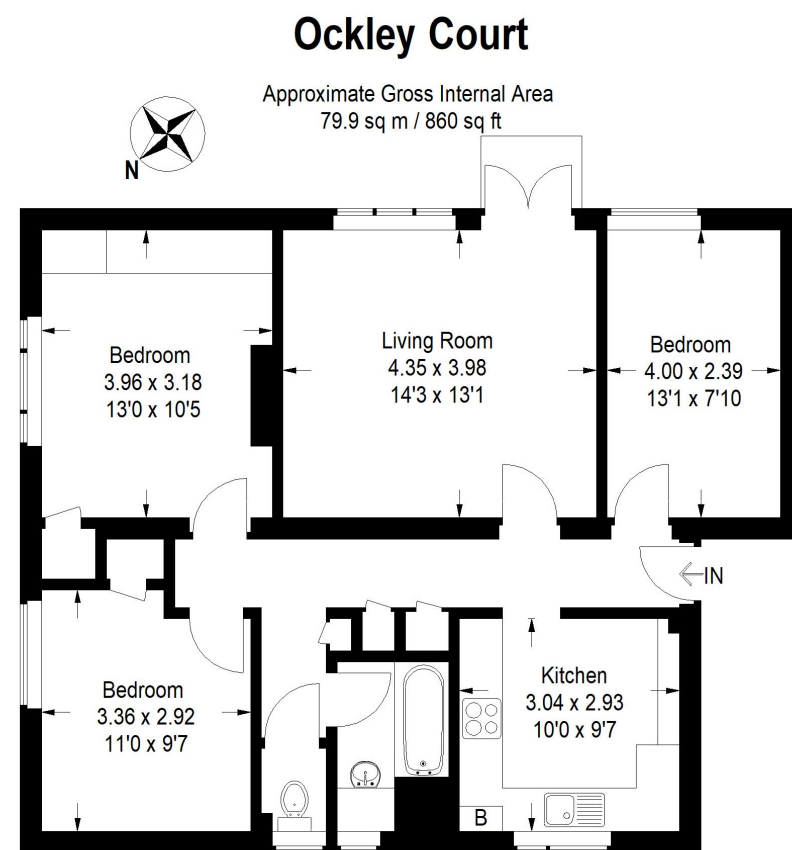 Ockley Court
Approximate Gross Internal Area
79.9 sq m / 860 sq ft
N
Bedroom
3.96 x 3.18
13'0 x 10'5
Living Room
4.35 x 3.98
14'3 x 13'1
Bedroom
4.00 x 2.39
13'1 x 7'10
IN
Bedroom
3.36 x 2.92
11'0 x 9'7
Kitchen
3.04 x 2.93
10'0 x 9'7
B